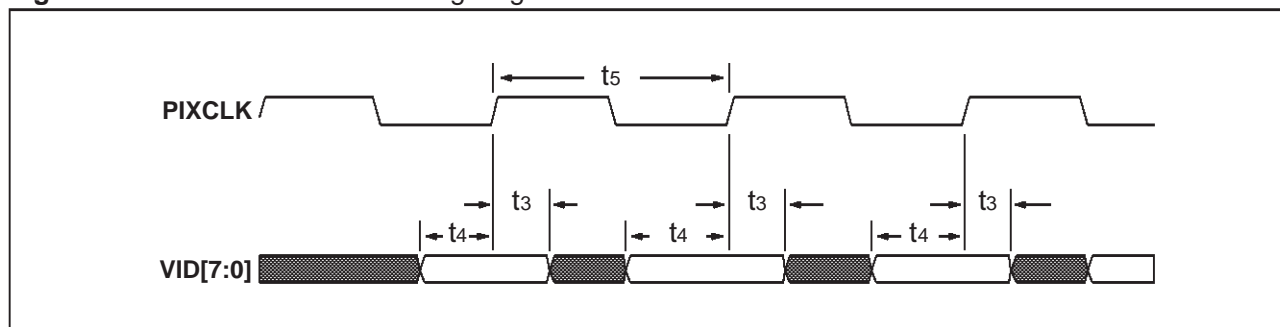 t5
PIXCLK
t3 t3 t3
t4 t4 t4
VID[7:0]